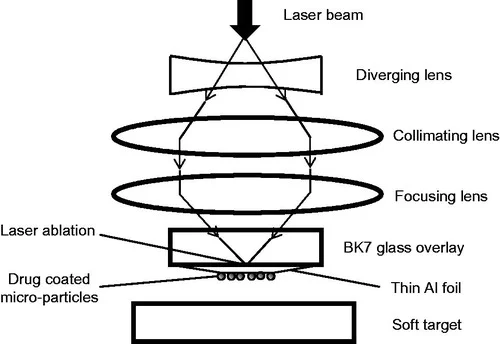 Laser beam
Diverging lens
Collimating lens
Focusing lens
Laser ablation
BK7 glass overlay
Drug coated
micro-particles
Thin Al foil
Soft target